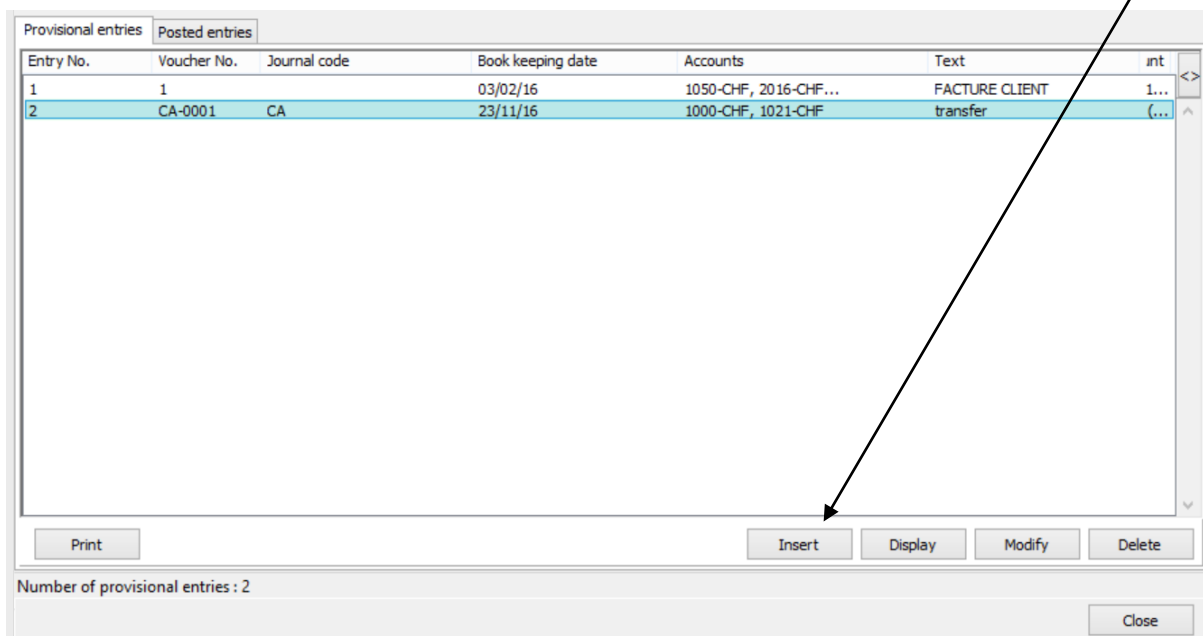 Provisional entries Posted entries
Entry No. Voucher No. Journal code Book keeping date Accounts Text unt <>
1 1 03/02/16 1050-CHF, 2016-CHF... FACTURE CLIENT 1...
2 CA-0001 CA 23/11/16 1000-CHF, 1021-CHF transfer (...
Print Insert Display Modify Delete
Number of provisional entries : 2
Close